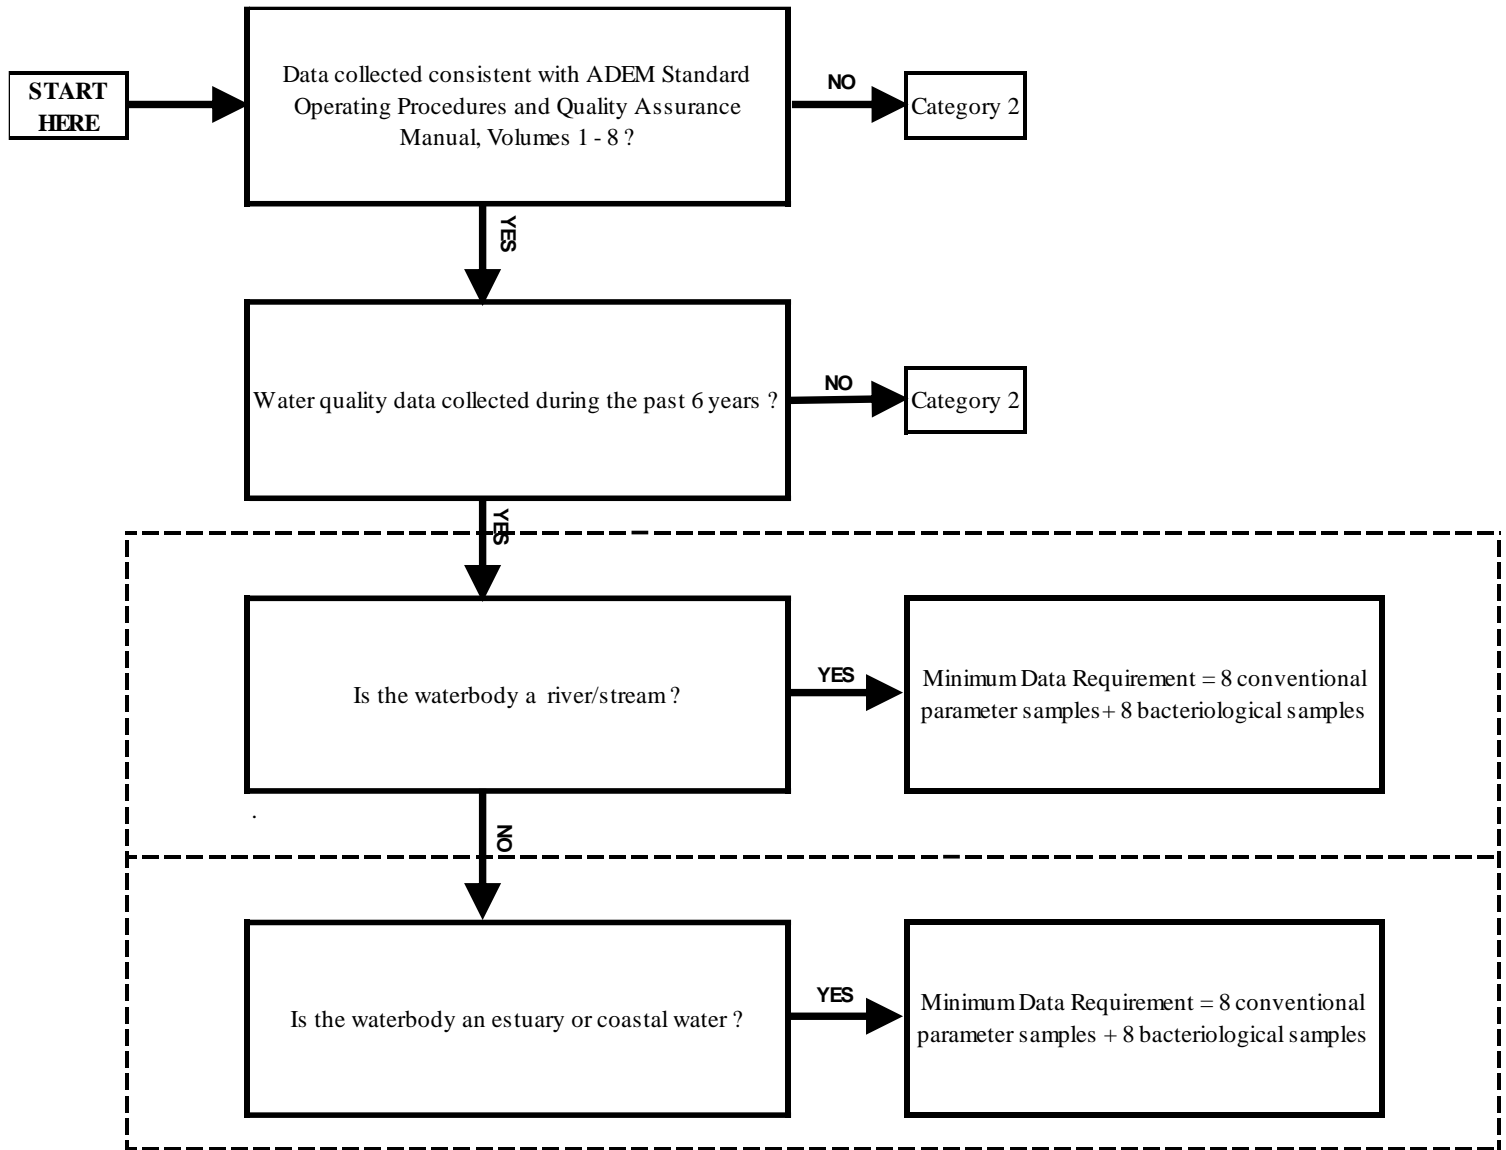 START
HERE
Data collected consistent with ADEM Standard
Operating Procedures and Quality Assurance
Manual, Volumes 1 - 8 ?
NO
Category 2
YES
Water quality data collected during the past 6 years ?
NO
Category 2
YES
Is the waterbody a river/stream ?
YES
Minimum Data Requirement = 8 conventional
parameter samples+ 8 bacteriological samples
.
NO
Is the waterbody an estuary or coastal water ?
YES
Minimum Data Requirement = 8 conventional
parameter samples + 8 bacteriological samples